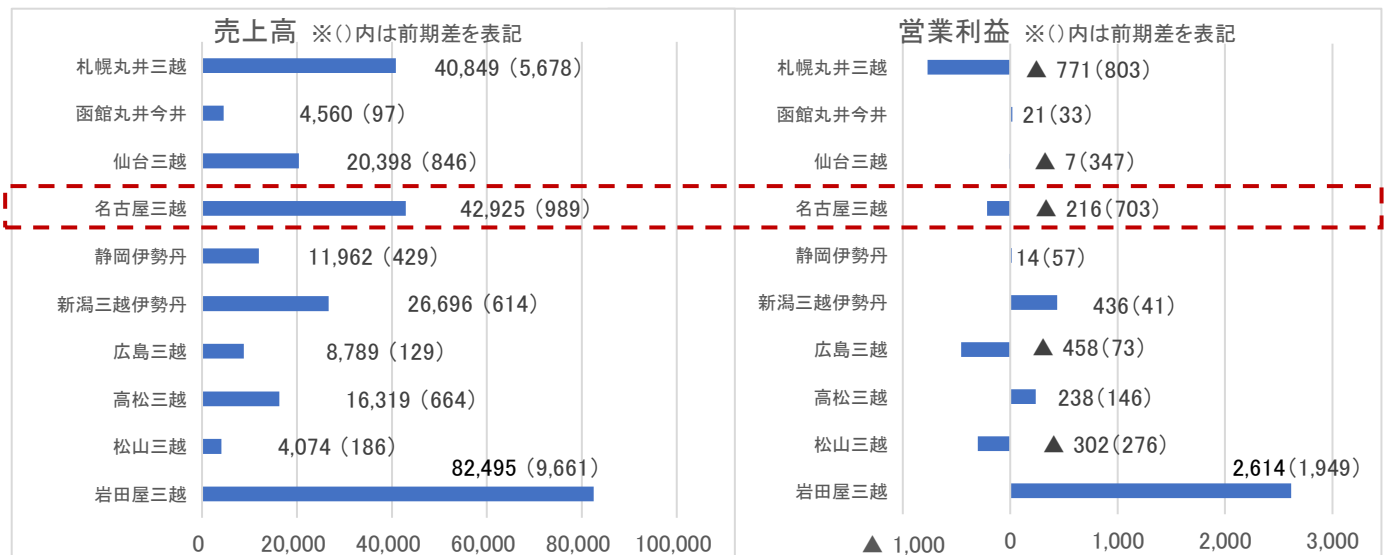 売上高 ※()内は前期差を表記
札幌丸井三越 40,849 (5,678)
函館丸井今井 4,560 (97)
仙台三越 20,398 (846)
名古屋三越 42,925 (989)
静岡伊勢丹 11,962 (429)
新潟三越伊勢丹 26,696 (614)
広島三越 8,789 (129)
高松三越 16,319 (664)
松山三越 4,074 (186)
岩田屋三越 82,495 (9,661)
0 20,000 40,000 60,000 80,000 100,000
営業利益 ※()内は前期差を表記
札幌丸井三越 ▲ 771(803)
函館丸井今井 21(33)
仙台三越 ▲ 7(347)
名古屋三越 ▲ 216(703)
静岡伊勢丹 14(57)
新潟三越伊勢丹 436(41)
広島三越 ▲ 458(73)
高松三越 238(146)
松山三越 ▲ 302(276)
岩田屋三越 2,614(1,949)
▲ 1,000 0 1,000 2,000 3,000